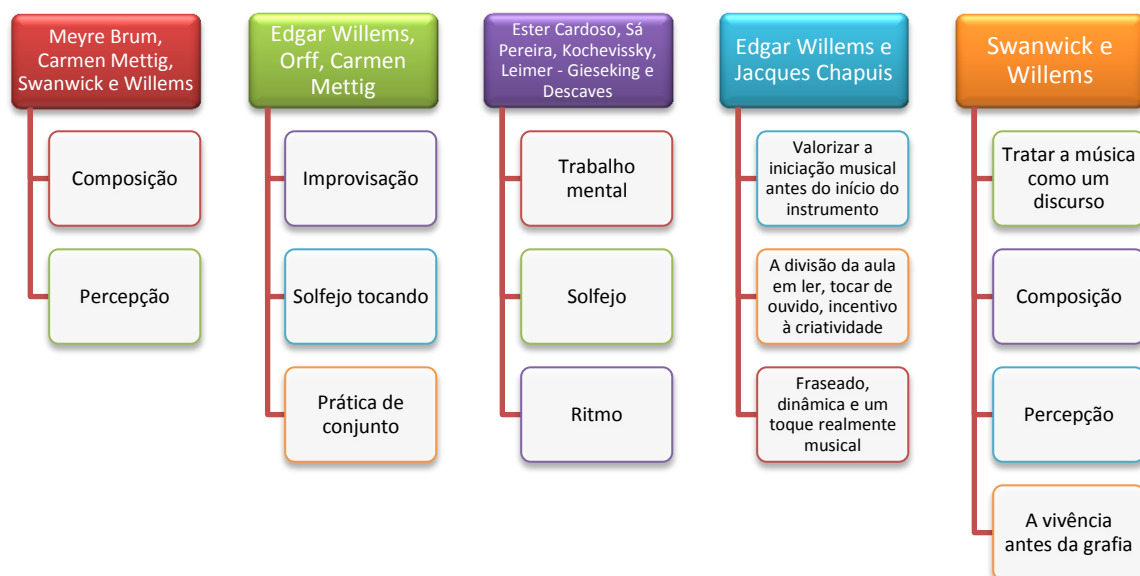 Meyre Brum,
Carmen Mettig,
Swanwick e Willems
Composição
Percepção
Edgar Willems,
Orff, Carmen
Mettig
Improvisação
Solfejo tocando
Prática de
conjunto
Ester Cardoso, Sá
Pereira, Kochevissky,
Leimer - Gieseking e
Descaves
Trabalho
mental
Solfejo
Ritmo
Edgar Willems e
Jacques Chapuis
Valorizar a
iniciação musical
antes do início do
instrumento
A divisão da aula
em ler, tocar de
ouvido, incentivo
à criatividade
Fraseado,
dinâmica e um
toque realmente
musical
Swanwick e
Willems
Tratar a música
como um
discurso
Composição
Percepção
A vivência
antes da grafia